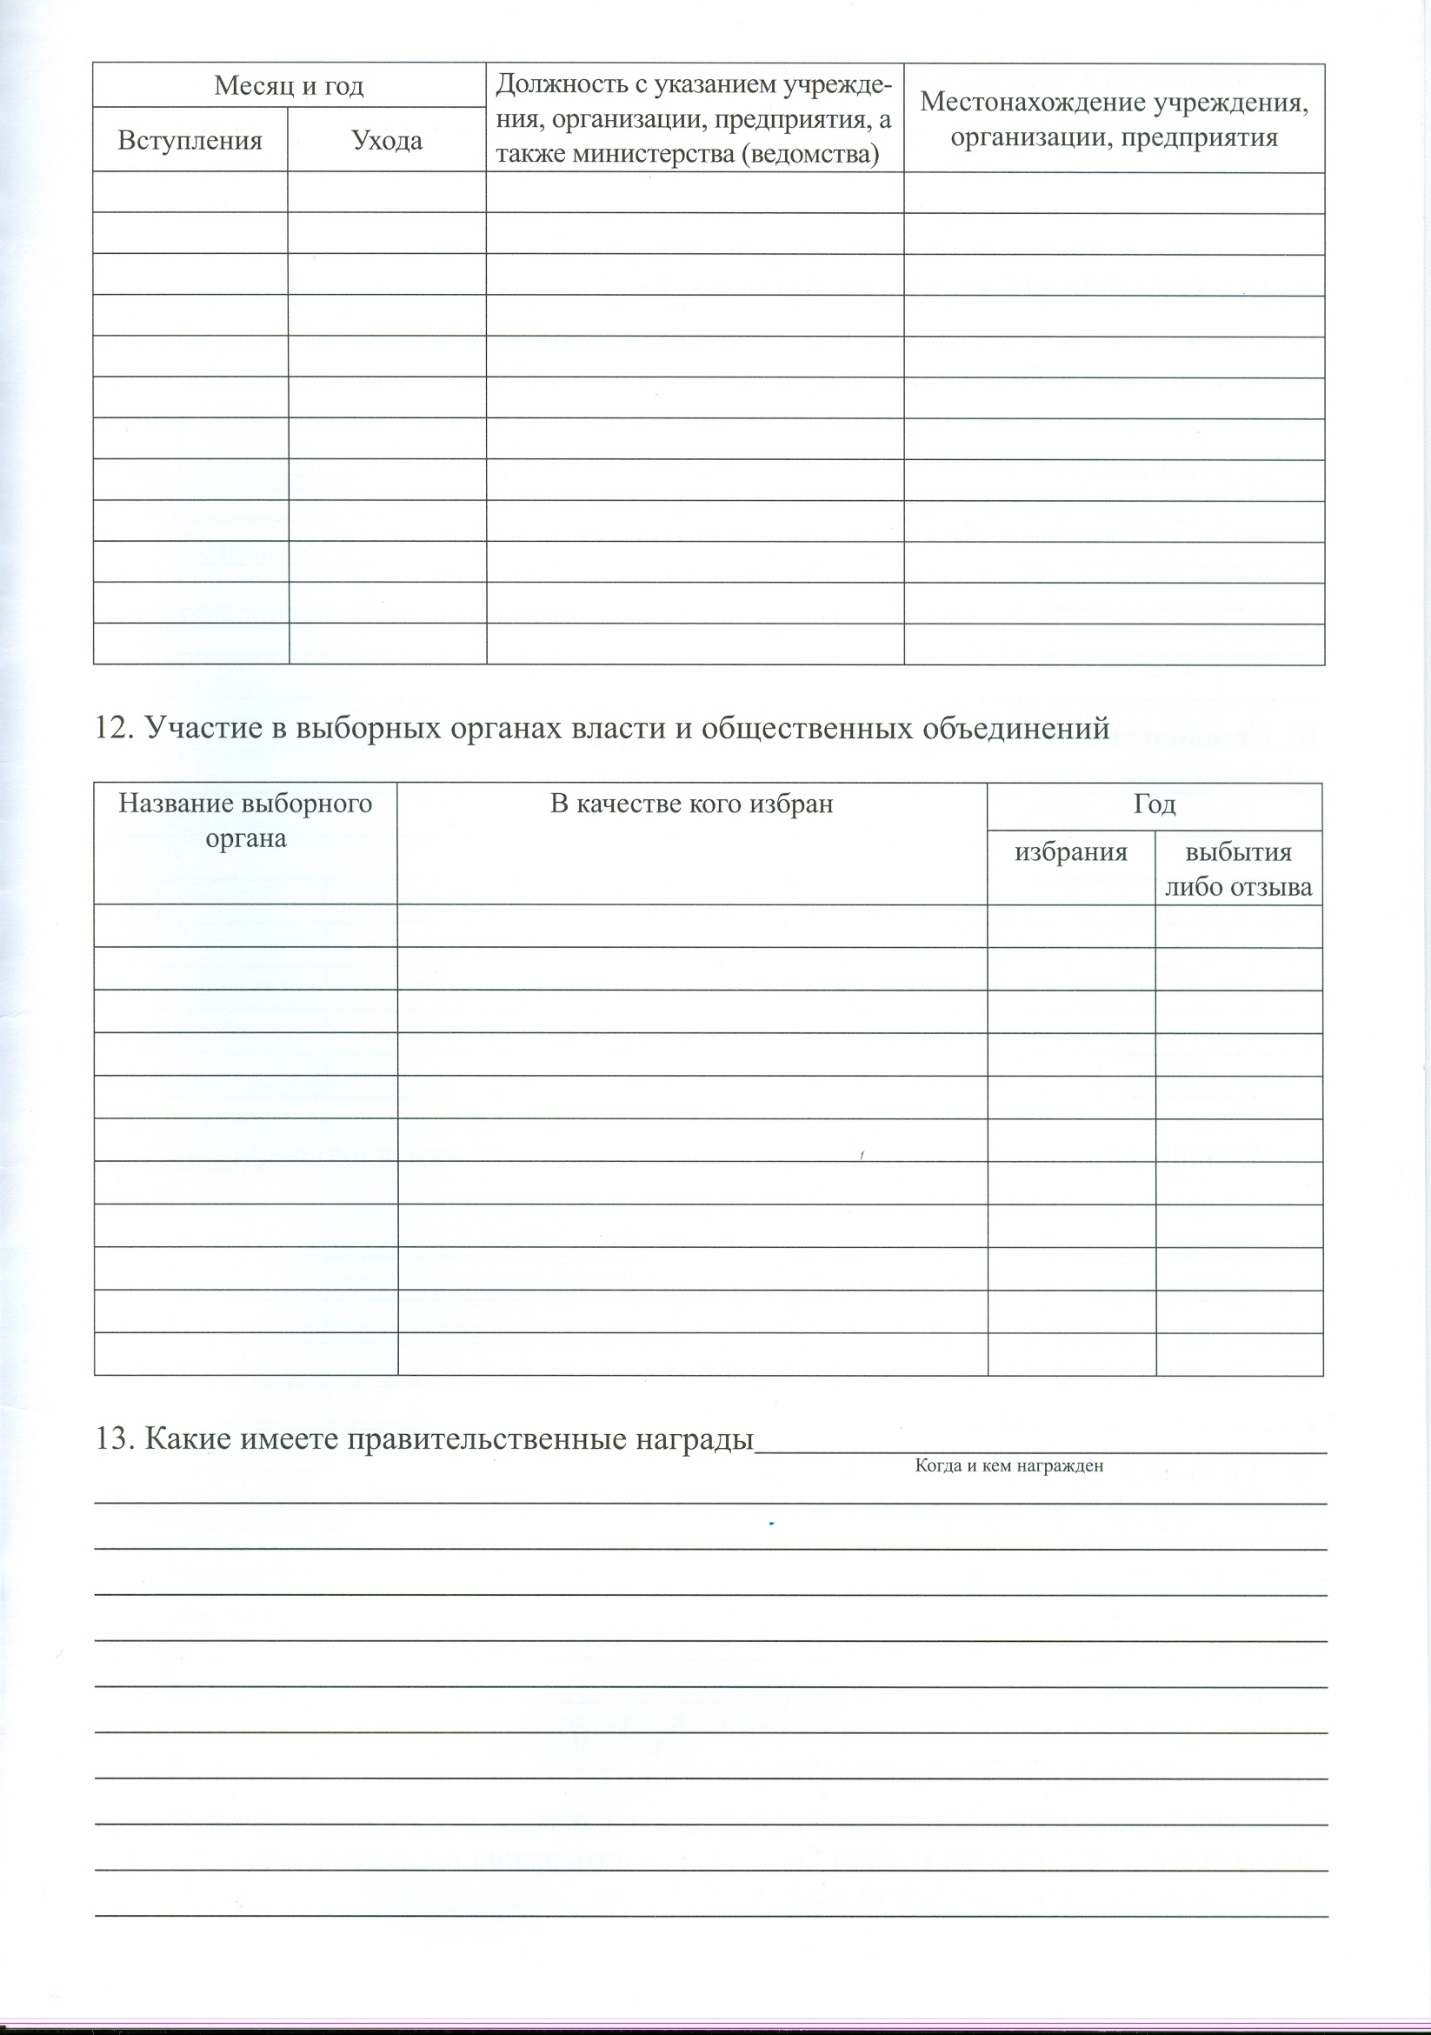 Месяц и год
Вступления
Ухода
Должность с указанием учрежде-
ния, организации, предприятия, а
также министерства (ведомства)
Местонахождение учреждения,
организации, предприятия
12. Участие в выборных органах власти и общественных объединений
Название выборного
органа
В качестве кого избран
Год
избрания
выбытия
либо отзыва
13. Какие имеете правительственные награды
Когда и кем награжден